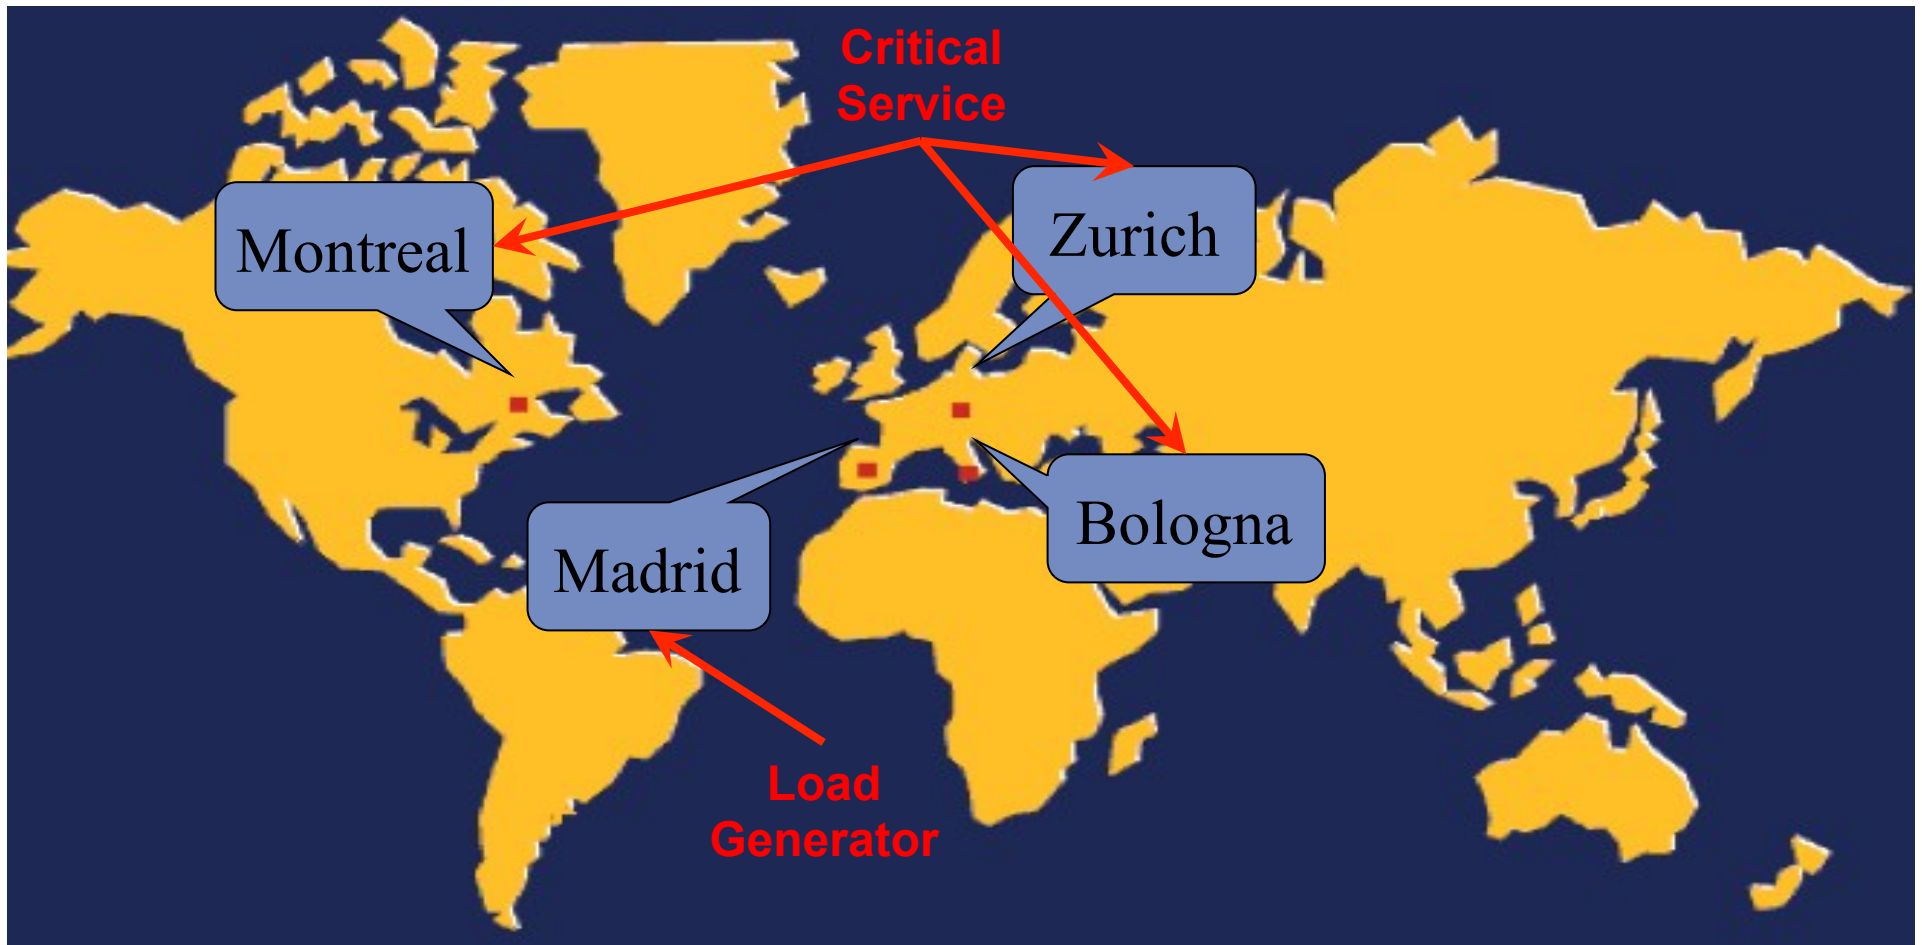 Critical
Service
Montreal
Zurich
Bologna
Madrid
Load
Generator